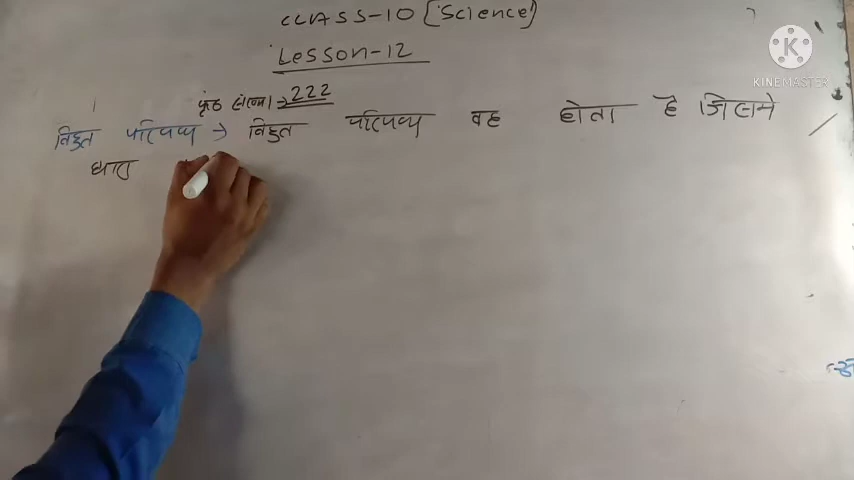 CLASS-10 [Science]
Lesson-12
पृष्ठ संख्या → 222
विद्युत परिपथ → विद्युत परिपथ वह होता है जिसमे
धातु
K
KINEMASTER